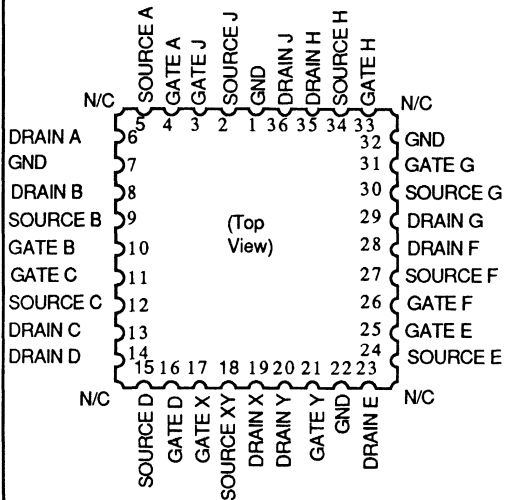 SOURCE A
GATE A
GATE J
SOURCE J
GND
DRAIN J
DRAIN H
SOURCE H
GATE H
N/C
N/C
5 4 3 2 1 36 35 34 33
DRAIN A 6
GND 7
DRAIN B 8
SOURCE B 9
GATE B 10
GATE C 11
SOURCE C 12
DRAIN C 13
DRAIN D 14
(Top
View)
32 GND
31 GATE G
30 SOURCE G
29 DRAIN G
28 DRAIN F
27 SOURCE F
26 GATE F
25 GATE E
24 SOURCE E
15 16 17 18 19 20 21 22 23
N/C
N/C
SOURCE D
GATE D
GATE X
SOURCE XY
DRAIN X
DRAIN Y
GATE Y
GND
DRAIN E